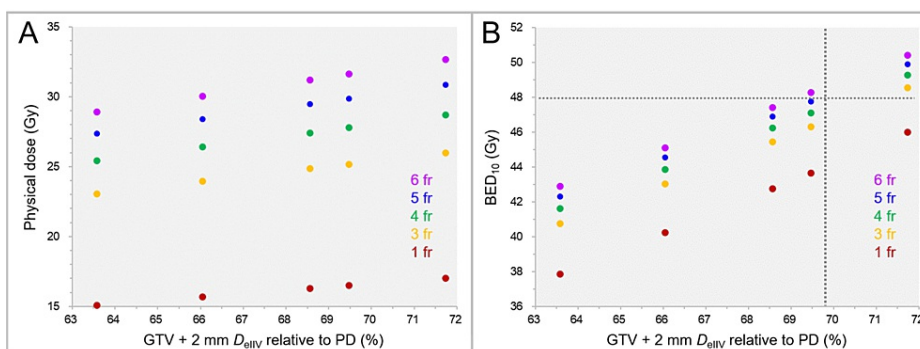 A
35
30
25
20
15
Physical dose (Gy)
6 fr
5 fr
4 fr
3 fr
1 fr
63 64 65 66 67 68 69 70 71 72
GTV + 2 mm DeIIV relative to PD (%)
B
52
50
48
46
44
42
40
38
36
BED10 (Gy)
6 fr
5 fr
4 fr
3 fr
1 fr
63 64 65 66 67 68 69 70 71 72
GTV + 2 mm DeIIV relative to PD (%)